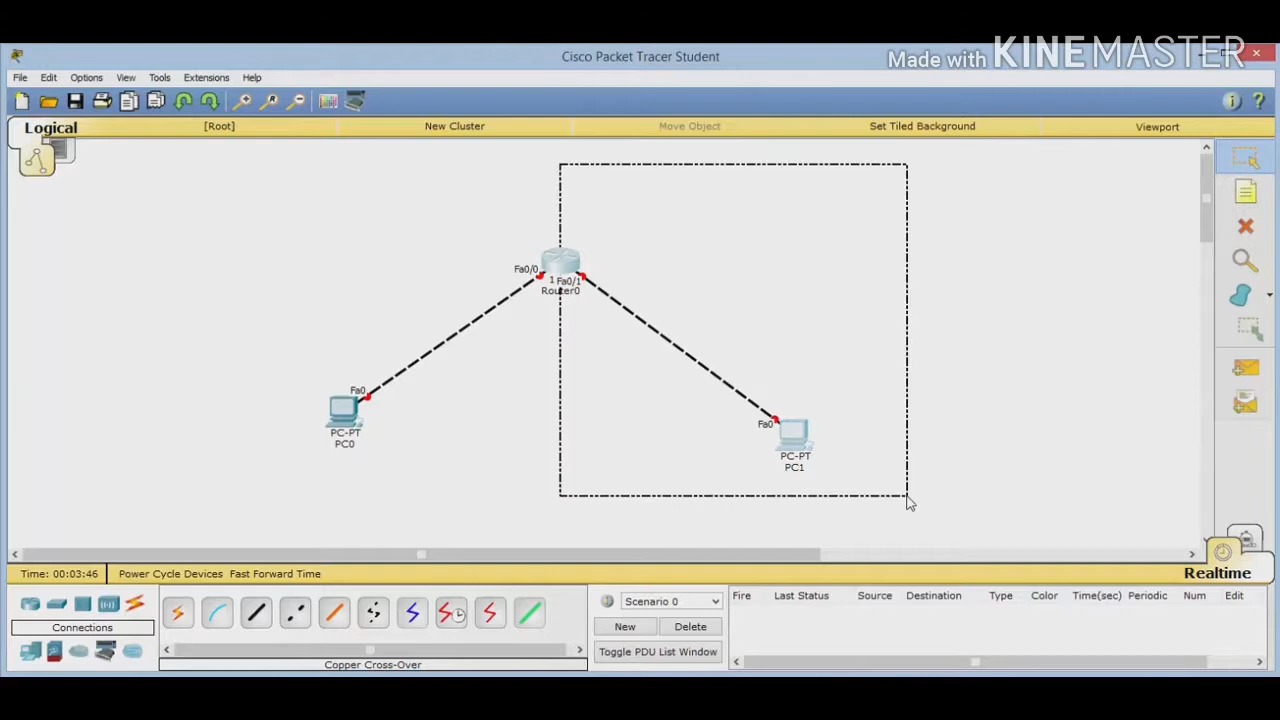 Cisco Packet Tracer Student
Made with KINEMASTER
File Edit Options View Tools Extensions Help
Logical [Root] New Cluster Move Object Set Tiled Background Viewport
Fa0/0
Fa0/1
Router0
Fa0
PC-PT
PC0
Fa0
PC-PT
PC1
Time: 00:03:46 Power Cycle Devices Fast Forward Time
Realtime
Connections
Copper Cross-Over
Scenario 0
New Delete
Toggle PDU List Window
Fire Last Status Source Destination Type Color Time(sec) Periodic Num Edit